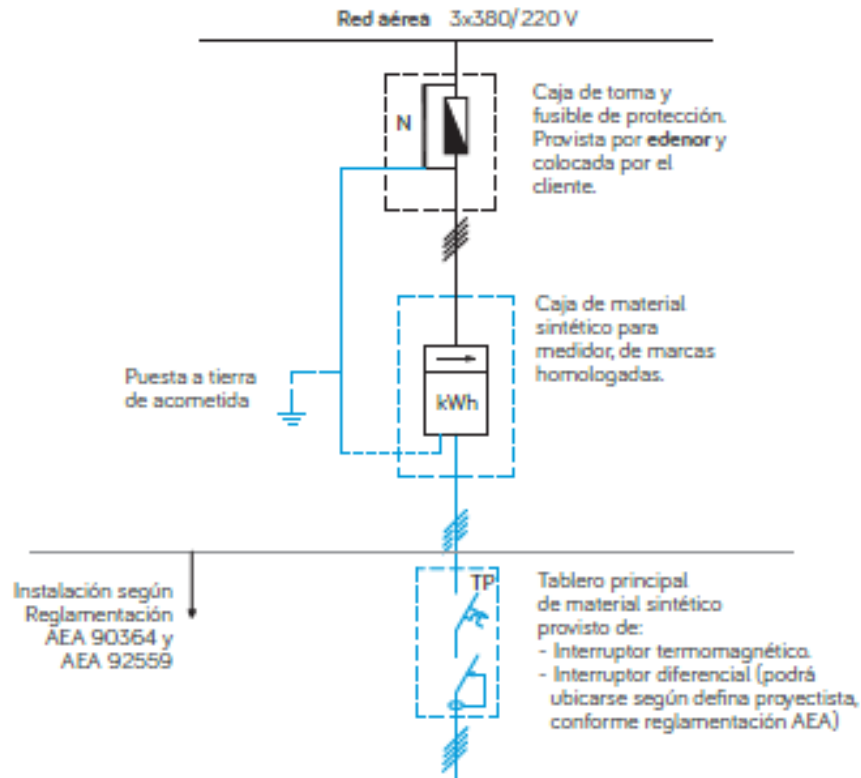 Red aérea 3x380/220 V
N
Caja de toma y
fusible de protección.
Provista por edenor y
colocada por el
cliente.
Caja de material
sintético para
medidor, de marcas
homologadas.
Puesta a tierra
de acometida
kWh
Instalación según
Reglamentación
AEA 90364 y
AEA 92559
TP
Tablero principal
de material sintético
provisto de:
- Interruptor termomagnético.
- Interruptor diferencial (podrá
ubicarse según defina proyectista,
conforme reglamentación AEA)